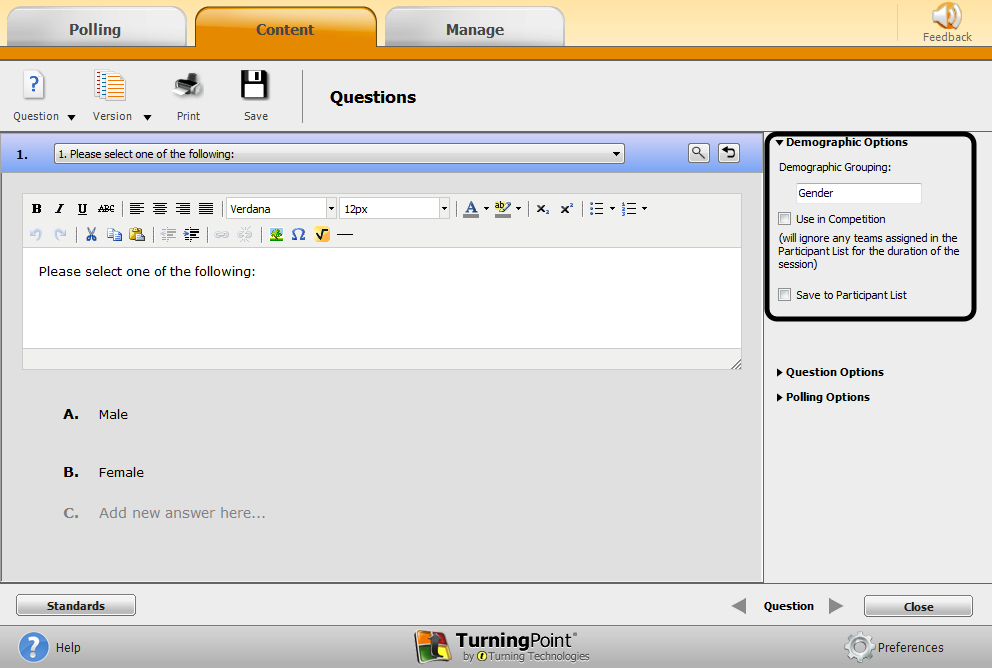 Polling
Content
Manage
Feedback
Question
Version
Print
Save
Questions
1.
1. Please select one of the following:
B I U ABC
Verdana
12px
A
ab
x₂ x²
Ω
√
Please select one of the following:
A. Male
B. Female
C. Add new answer here...
Demographic Options
Demographic Grouping:
Gender
Use in Competition
(will ignore any teams assigned in the
Participant List for the duration of the
session)
Save to Participant List
Question Options
Polling Options
Standards
Question
Close
? Help
TurningPoint®
by Turning Technologies
Preferences